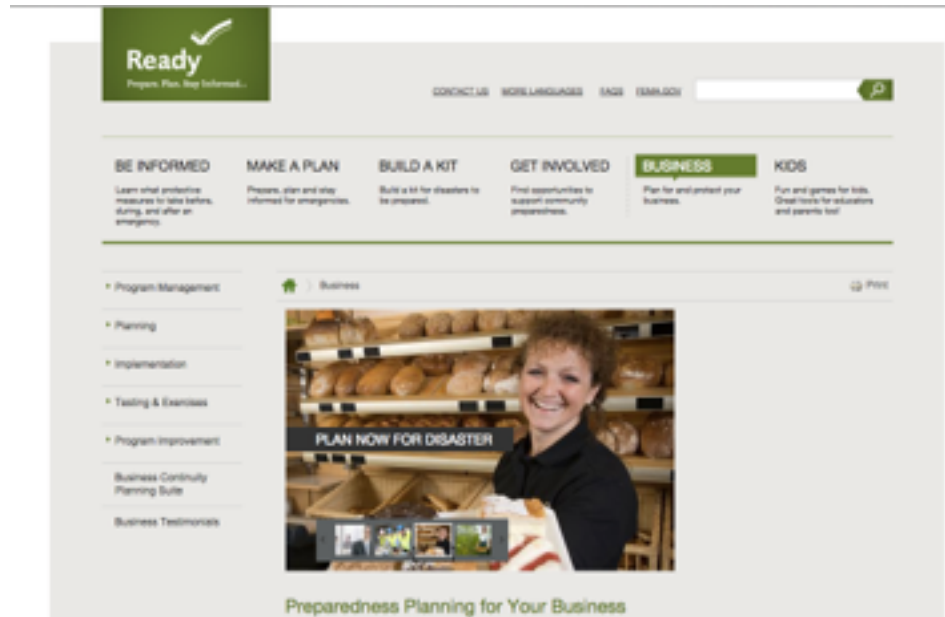 Ready
Prepare. Plan. Stay Informed.
CONTACT US MORE LANGUAGES FAQS FEMA.GOV
BE INFORMED
Learn what protective
measures to take before,
during, and after an
emergency.
MAKE A PLAN
Prepare, plan and stay
informed for emergencies.
BUILD A KIT
Build a kit for disasters to
be prepared.
GET INVOLVED
Find opportunities to
support community
preparedness.
BUSINESS
Plan for and protect your
business.
KIDS
Fun and games for kids.
Great tools for educators
and parents too!
Program Management
Planning
Implementation
Testing & Exercises
Program Improvement
Business Continuity
Planning Suite
Business Testimonials
Business
Print
PLAN NOW FOR DISASTER
Preparedness Planning for Your Business